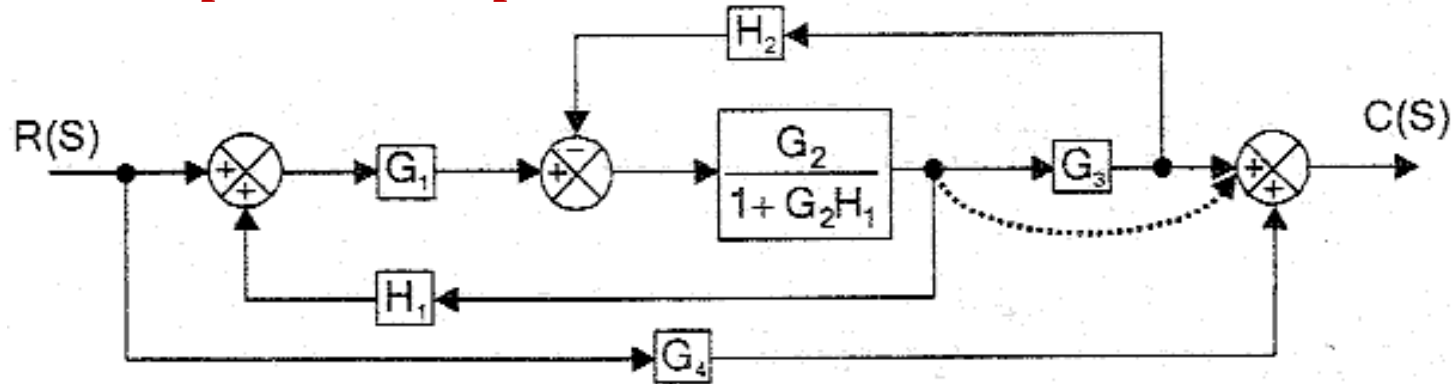 H₂
R(S)
+
+
G₁
−
+
G₂
1 + G₂H₁
G₃
+
+
C(S)
H₁
G₄